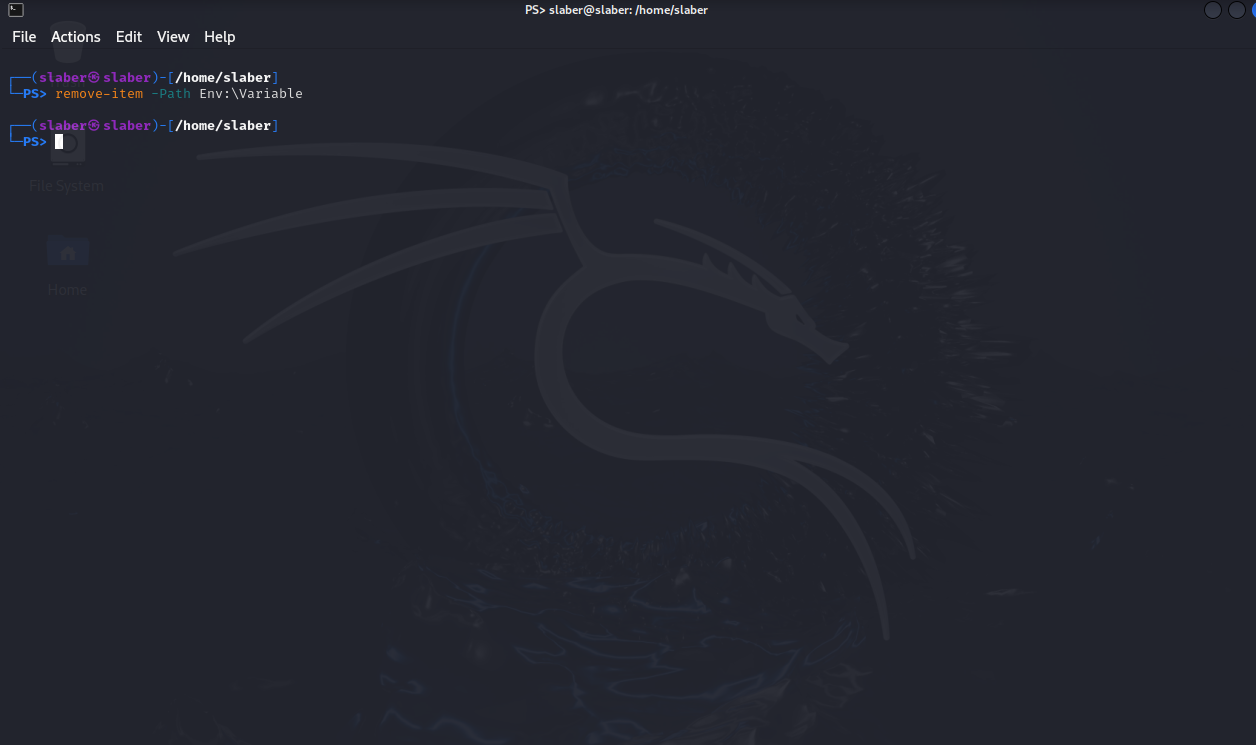 PS> slaber@slaber: /home/slaber
File Actions Edit View Help
┌──(slaber㉿slaber)-[/home/slaber]
└─PS> remove-item -Path Env:\Variable
┌──(slaber㉿slaber)-[/home/slaber]
└─PS>
File System
Home